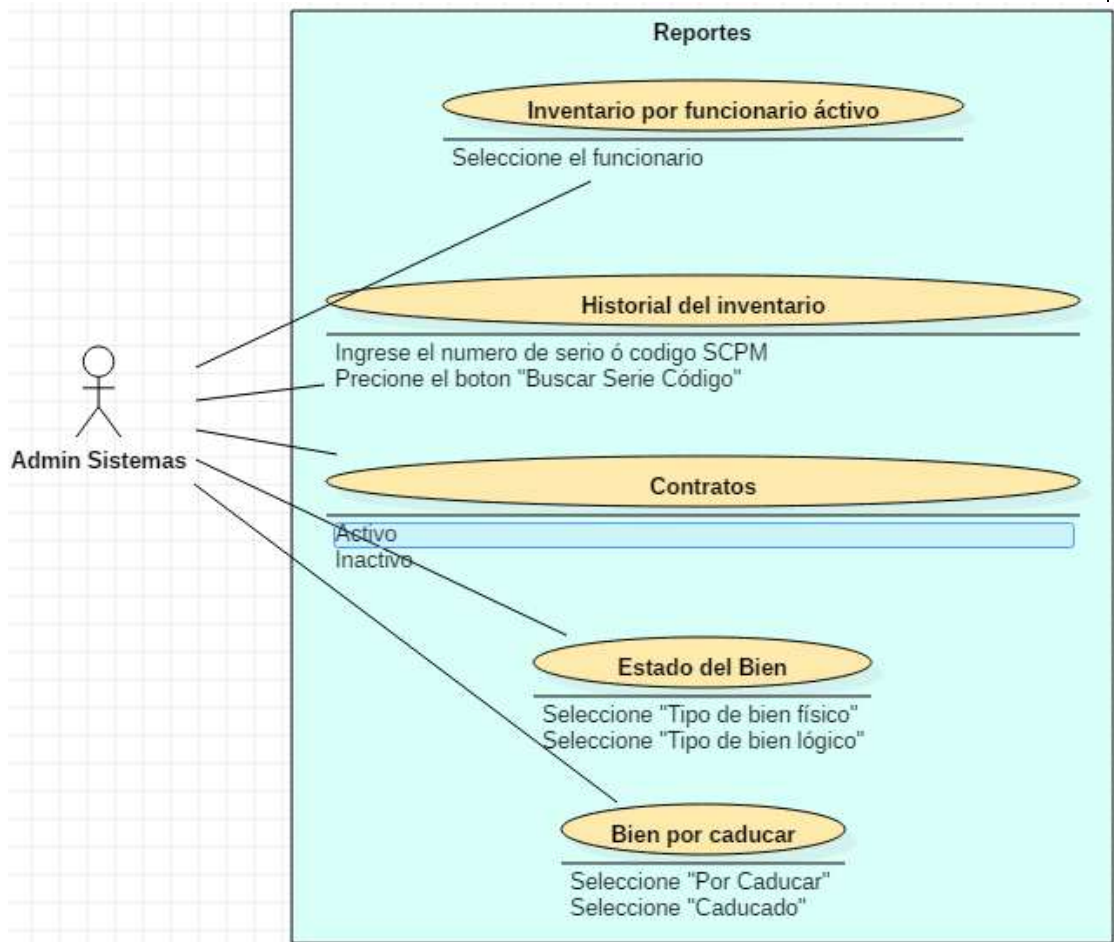 Reportes
Inventario por funcionario áctivo
Seleccione el funcionario
Historial del inventario
Ingrese el numero de serio ó codigo SCPM
Precione el boton "Buscar Serie Código"
Admin Sistemas
Contratos
Activo
Inactivo
Estado del Bien
Seleccione "Tipo de bien físico"
Seleccione "Tipo de bien lógico"
Bien por caducar
Seleccione "Por Caducar"
Seleccione "Caducado"